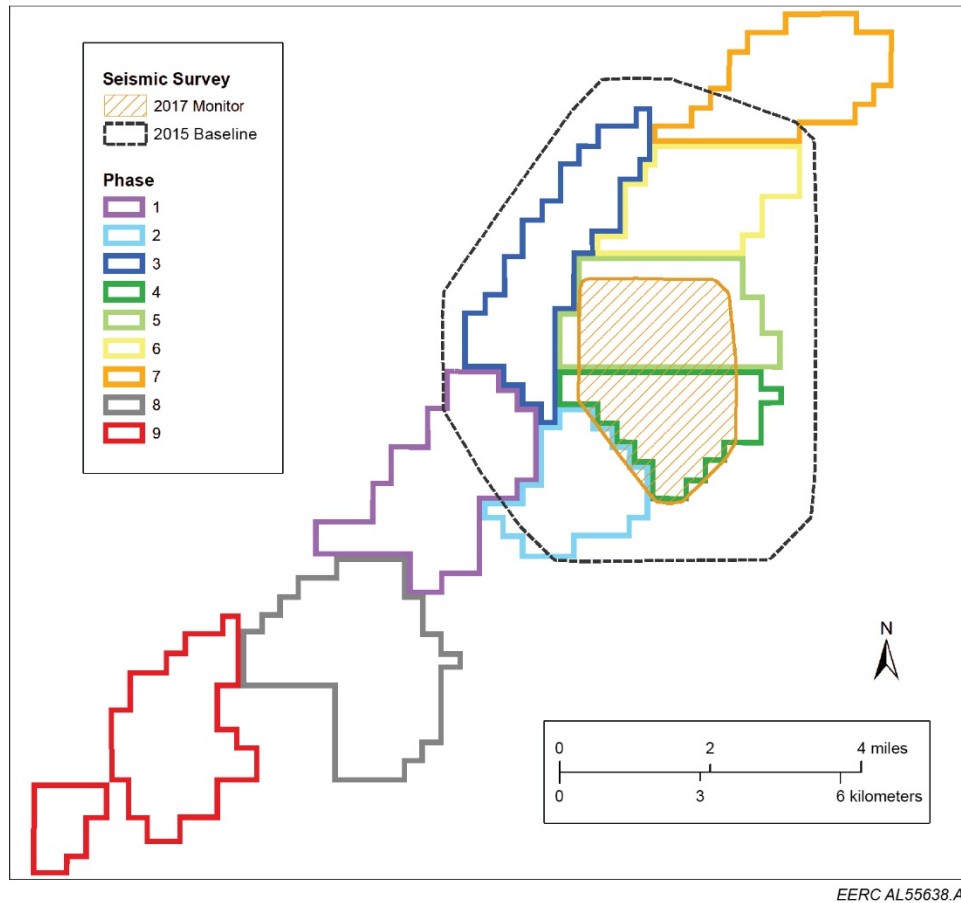 Seismic Survey
2017 Monitor
2015 Baseline
Phase
1
2
3
4
5
6
7
8
9
N
0 2 4 miles
0 3 6 kilometers
EERC AL55638.A